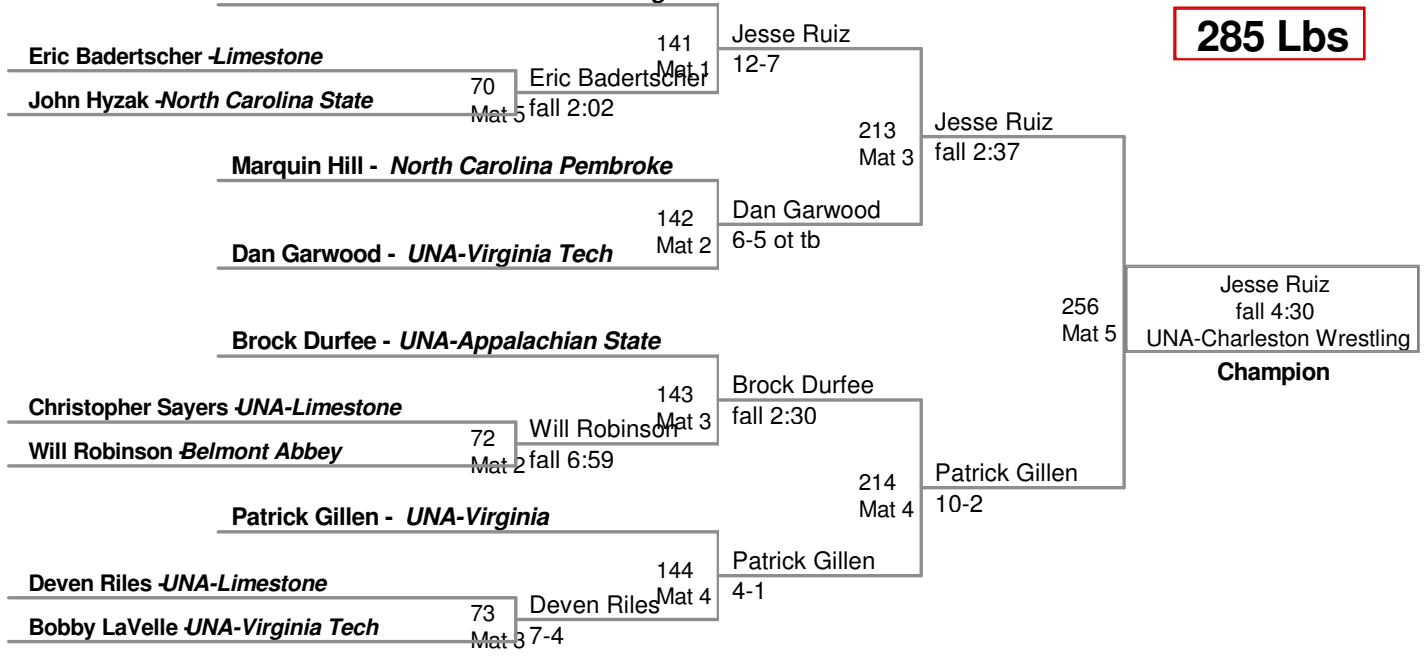 285 Lbs
Jesse Ruiz
141
Mat 1
12-7
Eric Badertscher -Limestone
70
Mat 5
Eric Badertscher
fall 2:02
John Hyzak -North Carolina State
213
Mat 3
Jesse Ruiz
fall 2:37
Marquin Hill - North Carolina Pembroke
142
Mat 2
Dan Garwood
6-5 ot tb
Dan Garwood - UNA-Virginia Tech
256
Mat 5
Jesse Ruiz
fall 4:30
UNA-Charleston Wrestling
Champion
Brock Durfee - UNA-Appalachian State
143
Mat 3
Brock Durfee
fall 2:30
Christopher Sayers -UNA-Limestone
72
Mat 2
Will Robinson
fall 6:59
Will Robinson -Belmont Abbey
214
Mat 4
Patrick Gillen
10-2
Patrick Gillen - UNA-Virginia
144
Mat 4
Patrick Gillen
4-1
Deven Riles -UNA-Limestone
73
Mat 3
Deven Riles
7-4
Bobby LaVelle -UNA-Virginia Tech